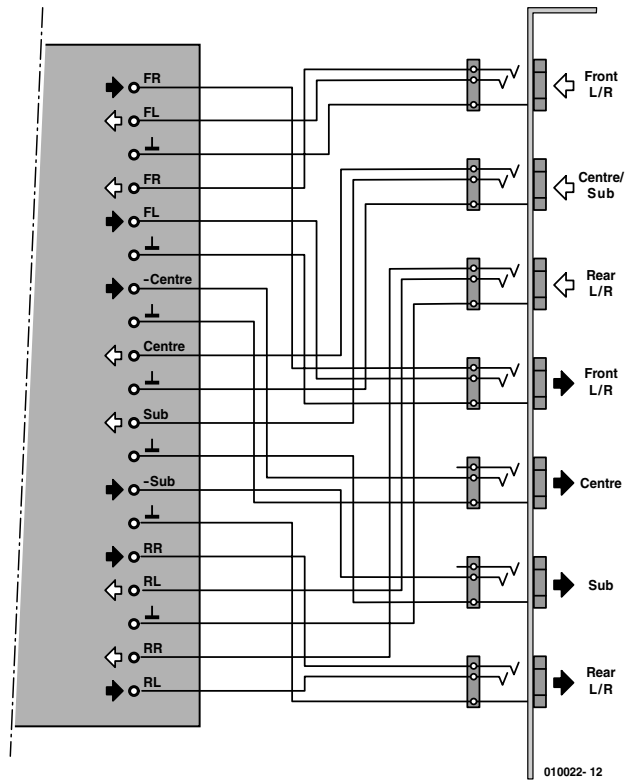 FR
FL
FR
FL
-Centre
Centre
Sub
-Sub
RR
RL
RR
RL
Front
L/R
Centre/
Sub
Rear
L/R
Front
L/R
Centre
Sub
Rear
L/R
010022- 12